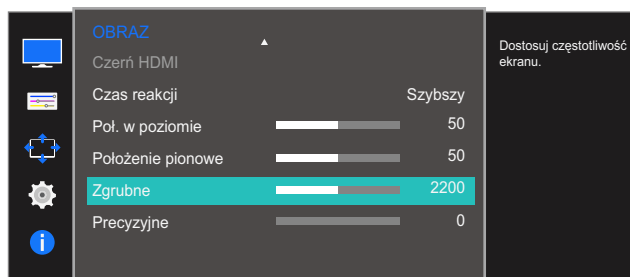 OBRAZ
Czerń HDMI
Czas reakcji Szybszy
Poł. w poziomie 50
Położenie pionowe 50
Zgrubne 2200
Precyzyjne 0
Dostosuj częstotliwość
ekranu.